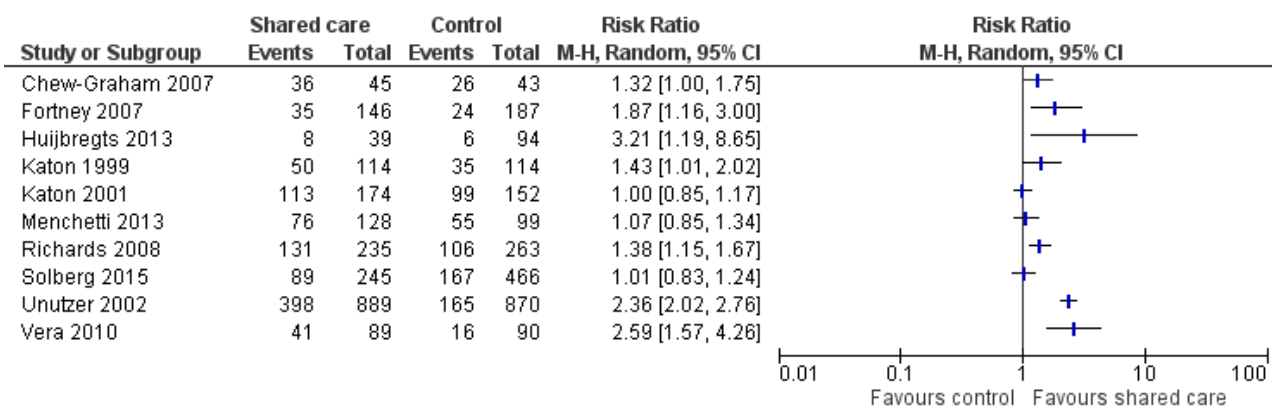 Shared care Control Risk Ratio Risk Ratio
Study or Subgroup Events Total Events Total M-H, Random, 95% CI M-H, Random, 95% CI
Chew-Graham 2007 36 45 26 43 1.32 [1.00, 1.75]
Fortney 2007 35 146 24 187 1.87 [1.16, 3.00]
Huijbregts 2013 8 39 6 94 3.21 [1.19, 8.65]
Katon 1999 50 114 35 114 1.43 [1.01, 2.02]
Katon 2001 113 174 99 152 1.00 [0.85, 1.17]
Menchetti 2013 76 128 55 99 1.07 [0.85, 1.34]
Richards 2008 131 235 106 263 1.38 [1.15, 1.67]
Solberg 2015 89 245 167 466 1.01 [0.83, 1.24]
Unutzer 2002 398 889 165 870 2.36 [2.02, 2.76]
Vera 2010 41 89 16 90 2.59 [1.57, 4.26]
0.01 0.1 1 10 100
Favours control Favours shared care